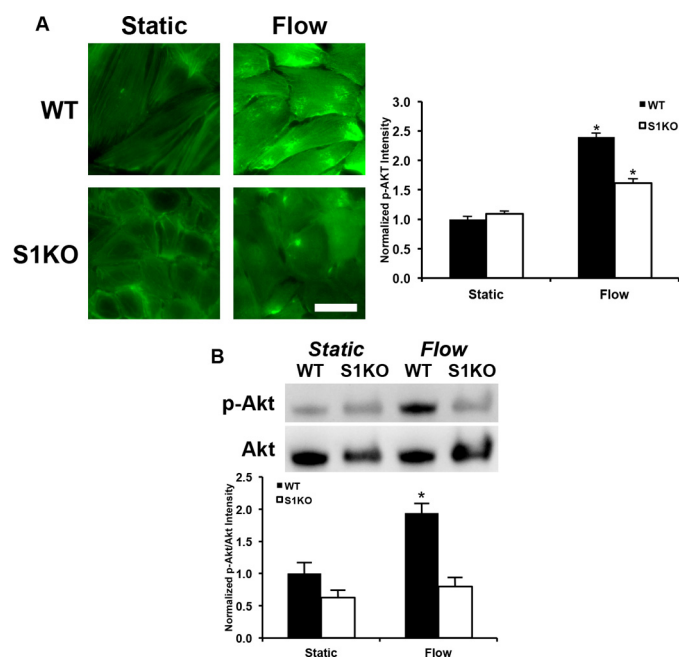 A
Static
Flow
WT
S1KO
3.0
2.5
2.0
1.5
1.0
0.5
0.0
Normalized p-AKT Intensity
WT
S1KO
*
*
Static
Flow
B
Static
Flow
WT
S1KO
WT
S1KO
p-Akt
Akt
2.5
2.0
1.5
1.0
0.5
0.0
Normalized p-Akt/Akt Intensity
WT
S1KO
*
Static
Flow